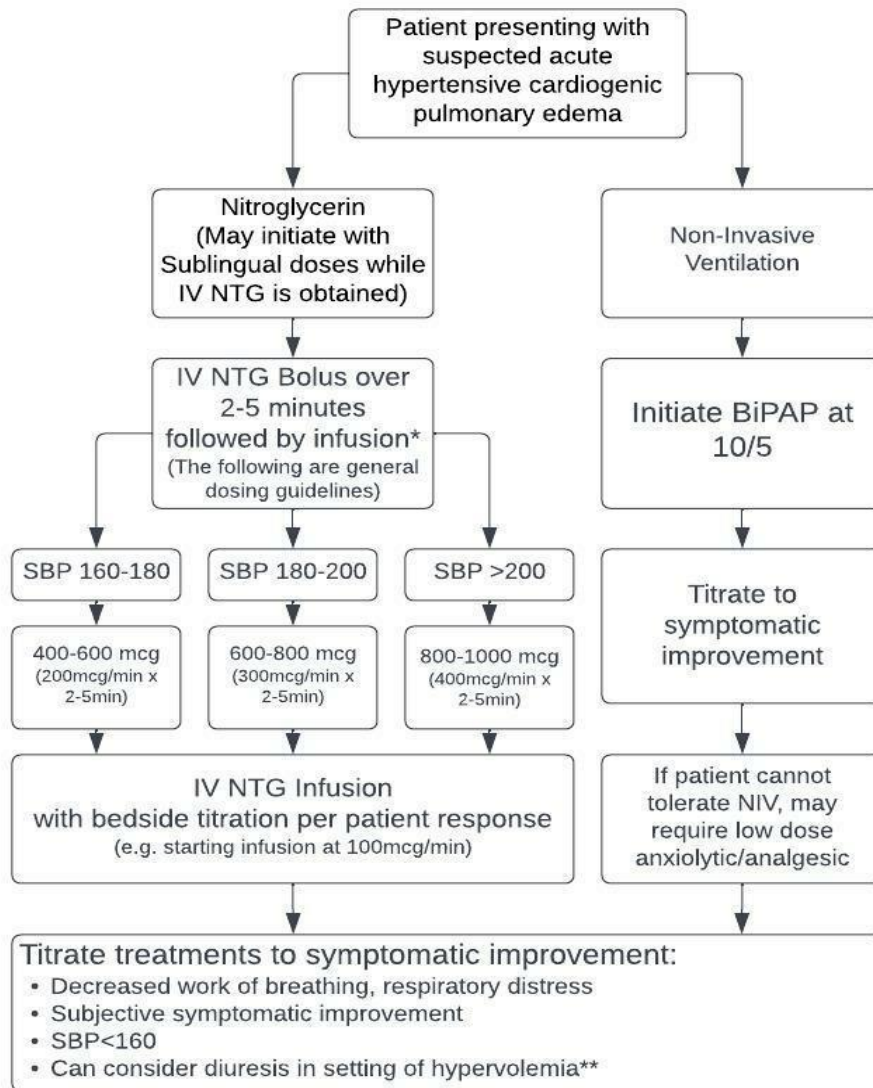 Patient presenting with
suspected acute
hypertensive cardiogenic
pulmonary edema
Nitroglycerin
(May initiate with
Sublingual doses while
IV NTG is obtained)
Non-Invasive
Ventilation
IV NTG Bolus over
2-5 minutes
followed by infusion*
(The following are general
dosing guidelines)
Initiate BiPAP at
10/5
SBP 160-180
SBP 180-200
SBP >200
400-600 mcg
(200mcg/min x
2-5min)
600-800 mcg
(300mcg/min x
2-5min)
800-1000 mcg
(400mcg/min x
2-5min)
Titrate to
symptomatic
improvement
IV NTG Infusion
with bedside titration per patient response
(e.g. starting infusion at 100mcg/min)
If patient cannot
tolerate NIV, may
require low dose
anxiolytic/analgesic
Titrate treatments to symptomatic improvement:
• Decreased work of breathing, respiratory distress
• Subjective symptomatic improvement
• SBP<160
• Can consider diuresis in setting of hypervolemia**